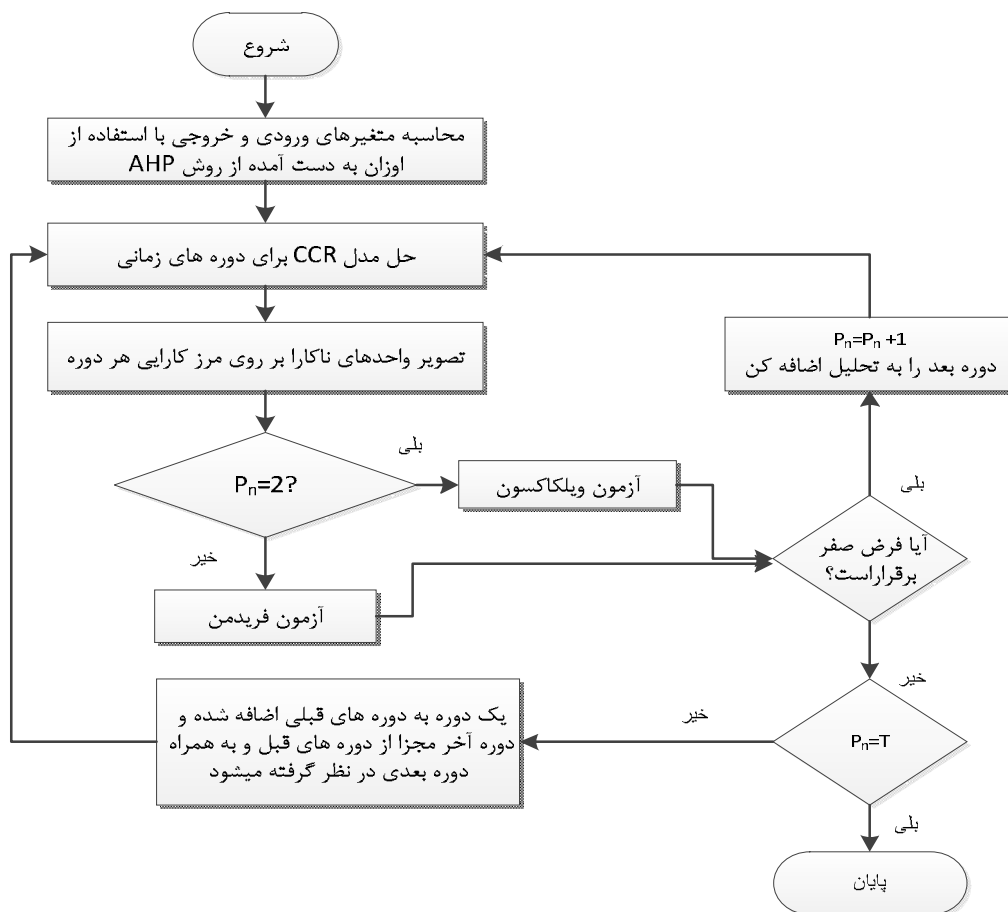 شروع
محاسبه متغیرهای ورودی و خروجی با استفاده از
اوزان به دست آمده از روش AHP
حل مدل CCR برای دوره های زمانی
تصویر واحدهای ناکارا بر روی مرز کارایی هر دوره
Pₙ=2?
بلی
آزمون ویلکاکسون
خیر
آزمون فریدمن
Pₙ=Pₙ +1
دوره بعد را به تحلیل اضافه کن
بلی
آیا فرض صفر
برقراراست؟
خیر
Pₙ=T
خیر
یک دوره به دوره های قبلی اضافه شده و
دوره آخر مجزا از دوره های قبل و به همراه
دوره بعدی در نظر گرفته میشود
بلی
پایان